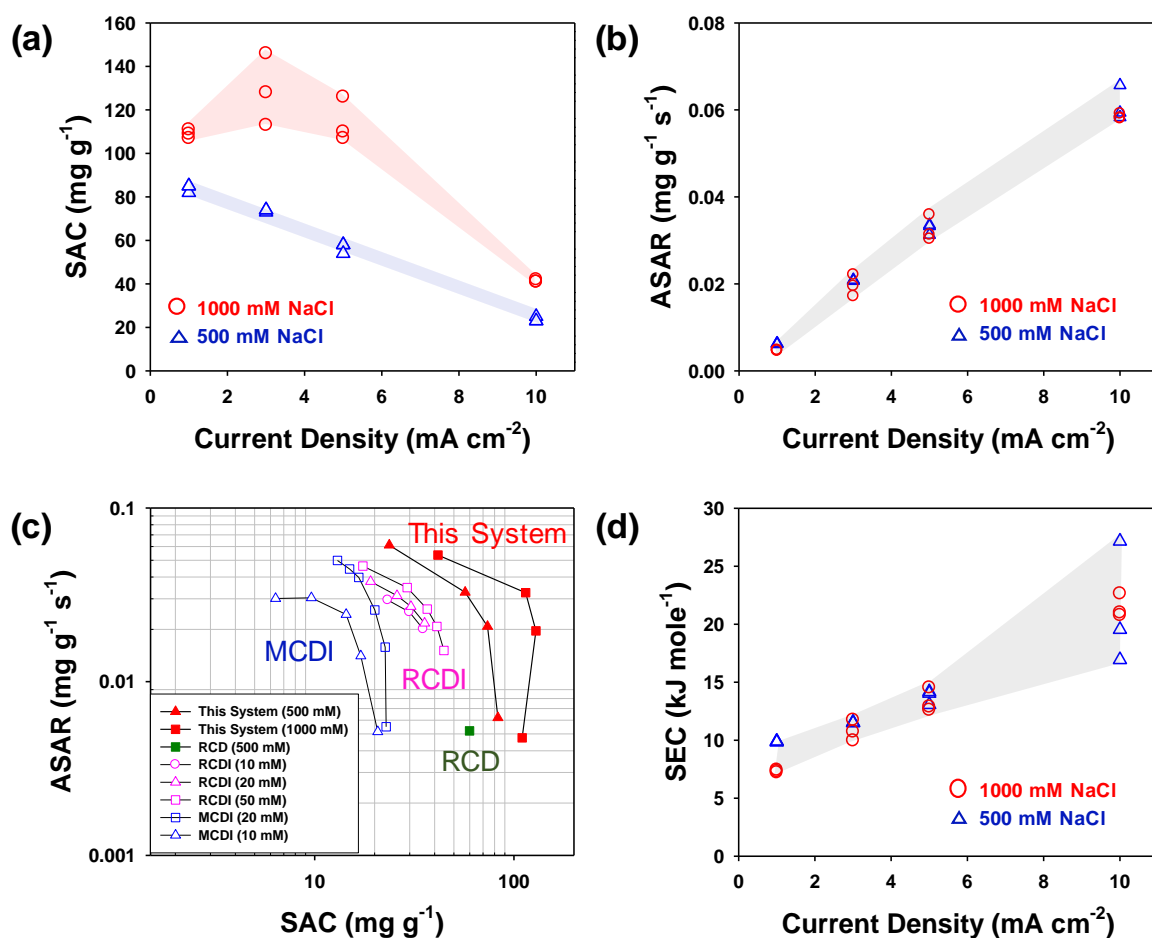 (a)
SAC (mg g-1)
160
140
120
100
80
60
40
20
0
1000 mM NaCl
500 mM NaCl
0 2 4 6 8 10
Current Density (mA cm-2)
(b)
ASAR (mg g-1 s-1)
0.08
0.06
0.04
0.02
0.00
1000 mM NaCl
500 mM NaCl
0 2 4 6 8 10
Current Density (mA cm-2)
(c)
ASAR (mg g-1 s-1)
0.1
0.01
0.001
This System
MCDI
RCDI
RCD
This System (500 mM)
This System (1000 mM)
RCD (500 mM)
RCDI (10 mM)
RCDI (20 mM)
RCDI (50 mM)
MCDI (20 mM)
MCDI (10 mM)
10 100
SAC (mg g-1)
(d)
SEC (kJ mole-1)
30
25
20
15
10
5
0
1000 mM NaCl
500 mM NaCl
0 2 4 6 8 10
Current Density (mA cm-2)